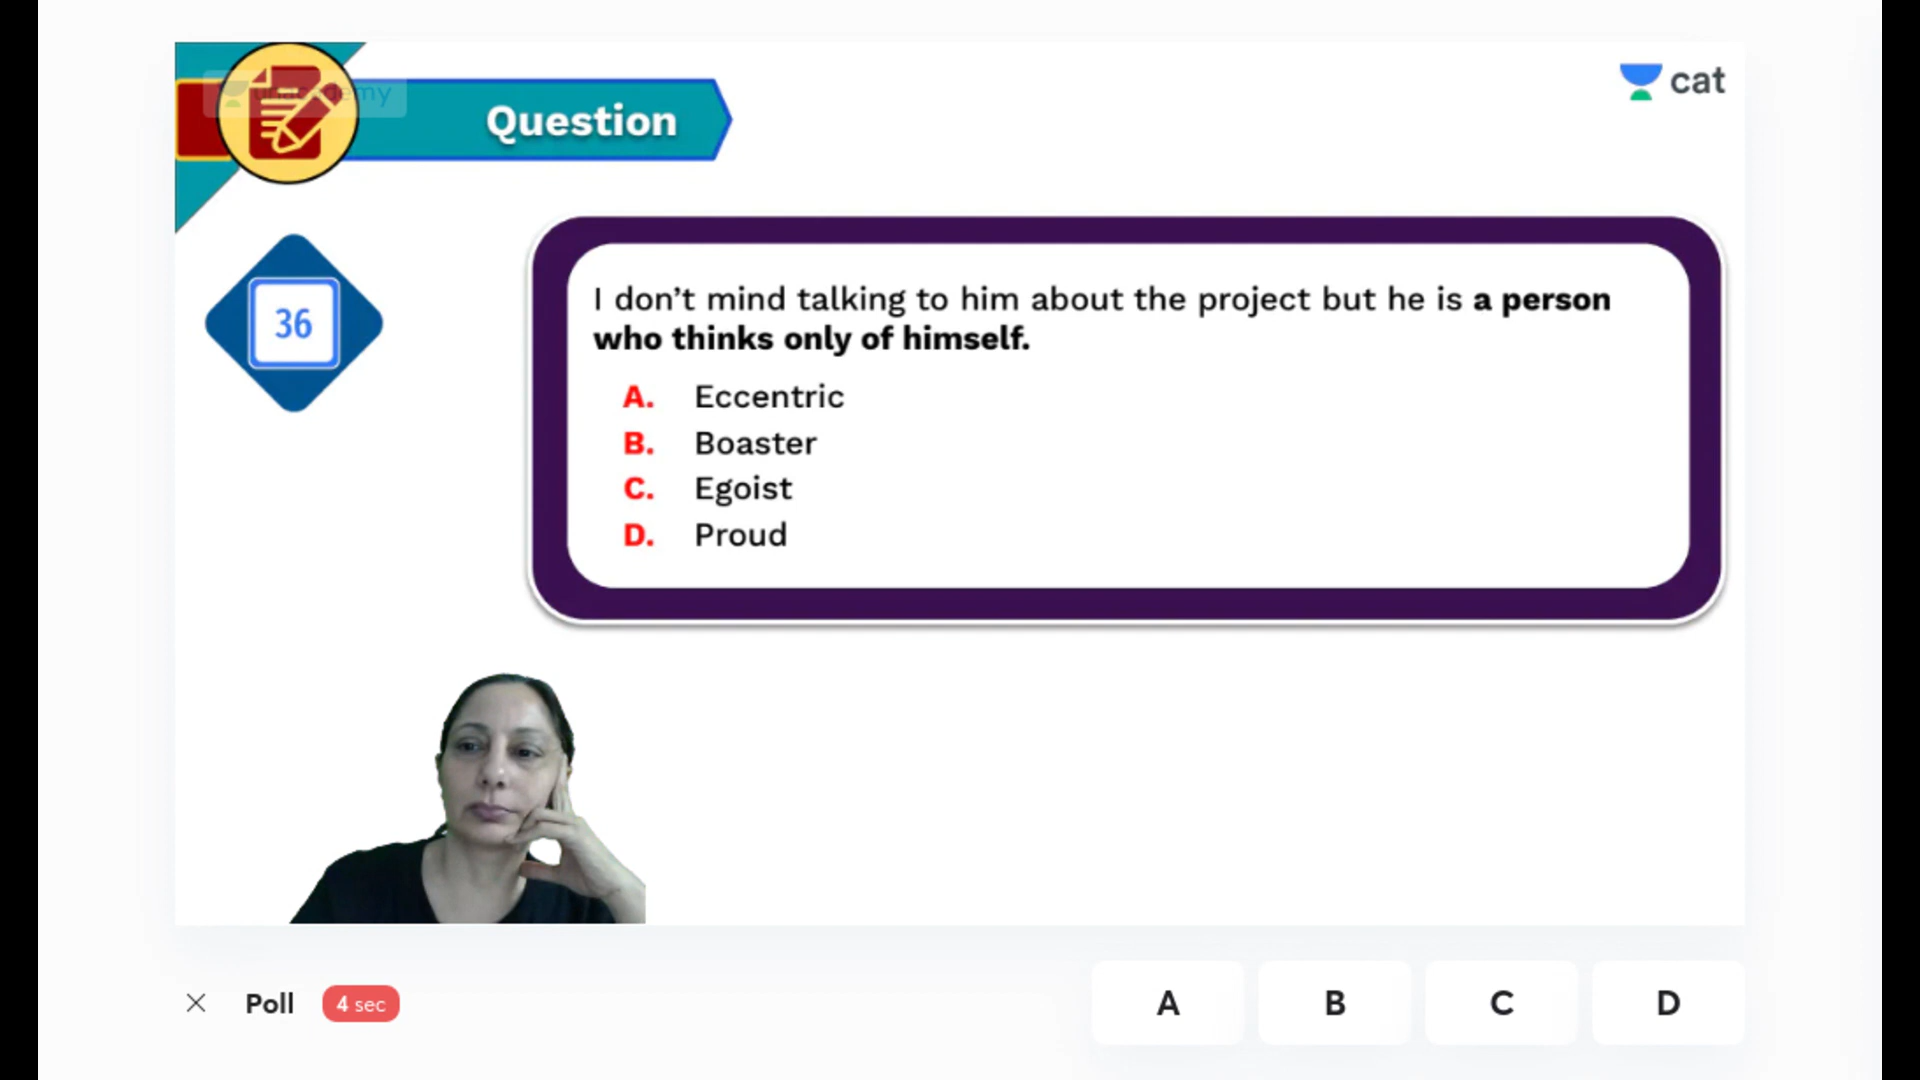 unacademy
Question
cat
36
I don’t mind talking to him about the project but he is a person
who thinks only of himself.
A. Eccentric
B. Boaster
C. Egoist
D. Proud
Poll
4 sec
A
B
C
D